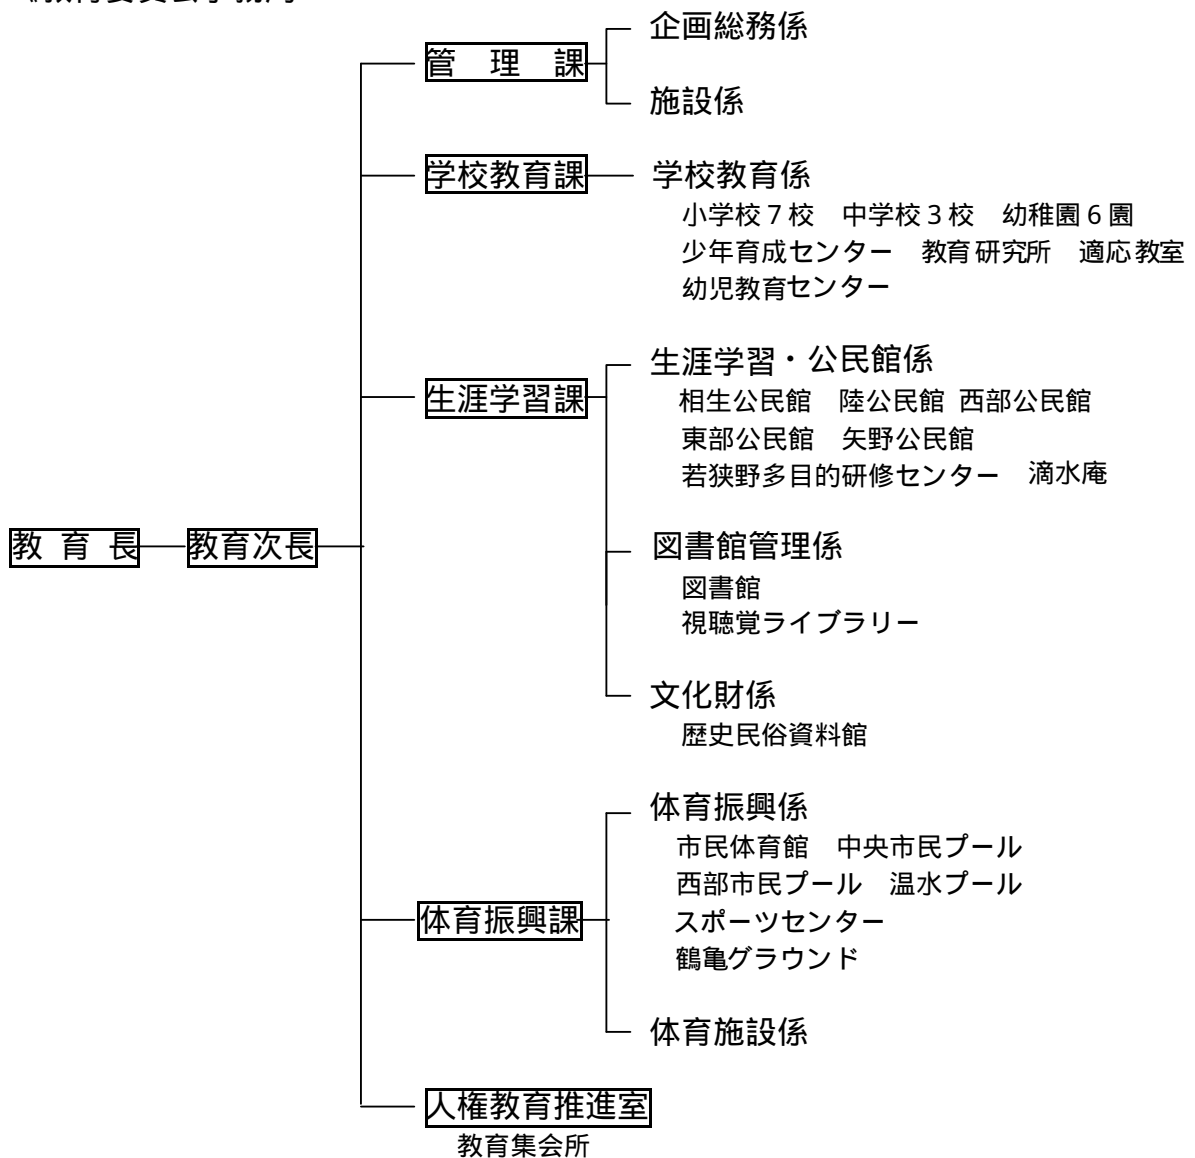 企画総務係
管 理 課
施設係
学校教育課
学校教育係
小学校７校 中学校３校 幼稚園６園
少年育成センター 教育研究所 適応教室
幼児教育センター
生涯学習・公民館係
生涯学習課
相生公民館 陸公民館 西部公民館
東部公民館 矢野公民館
若狭野多目的研修センター 滴水庵
教 育 長
教育次長
図書館管理係
図書館
視聴覚ライブラリー
文化財係
歴史民俗資料館
体育振興係
市民体育館 中央市民プール
西部市民プール 温水プール
体育振興課
スポーツセンター
鶴亀グラウンド
体育施設係
人権教育推進室
教育集会所